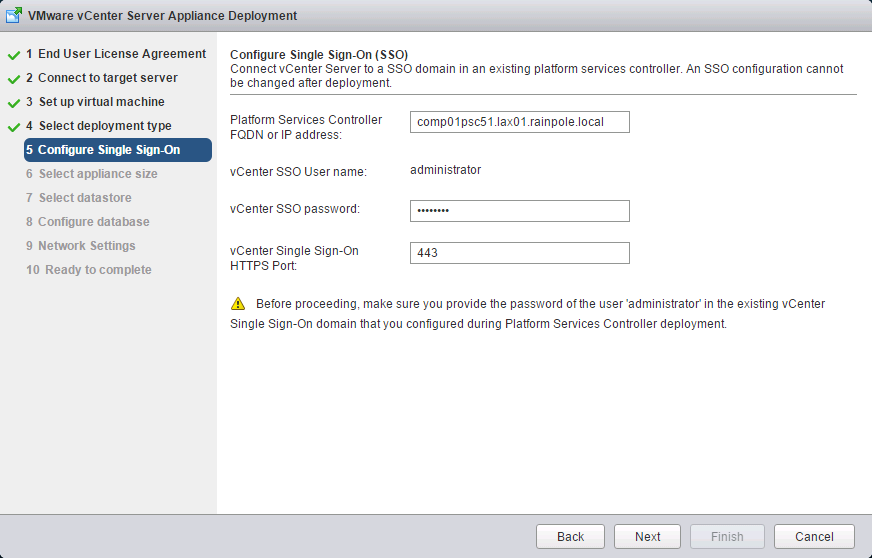 VMware vCenter Server Appliance Deployment
1 End User License Agreement
2 Connect to target server
3 Set up virtual machine
4 Select deployment type
5 Configure Single Sign-On
6 Select appliance size
7 Select datastore
8 Configure database
9 Network Settings
10 Ready to complete
Configure Single Sign-On (SSO)
Connect vCenter Server to a SSO domain in an existing platform services controller. An SSO configuration cannot
be changed after deployment.
Platform Services Controller
FQDN or IP address:
comp01psc51.lax01.rainpole.local
vCenter SSO User name:
administrator
vCenter SSO password:
••••••••
vCenter Single Sign-On
HTTPS Port:
443
Before proceeding, make sure you provide the password of the user 'administrator' in the existing vCenter
Single Sign-On domain that you configured during Platform Services Controller deployment.
Back
Next
Finish
Cancel